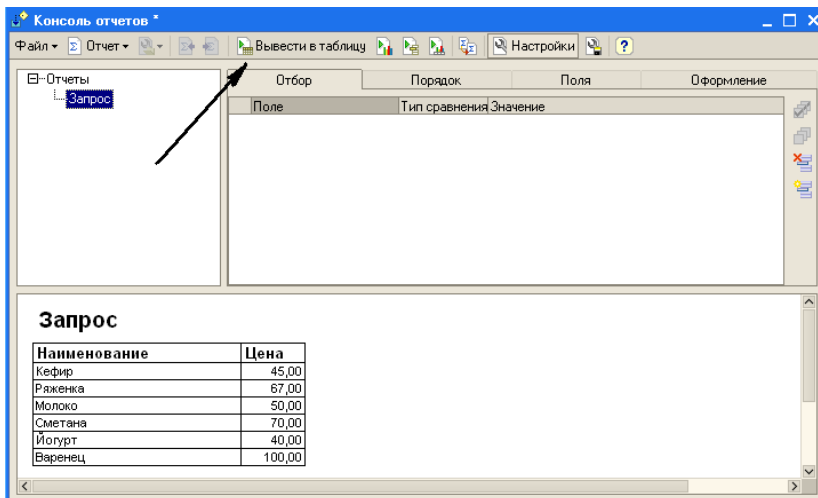 Консоль отчетов *
Файл Отчет Вывести в таблицу Настройки ?
Отчеты
Запрос
Отбор Порядок Поля Оформление
Поле Тип сравнения Значение
Запрос
Наименование Цена
Кефир 45,00
Ряженка 67,00
Молоко 50,00
Сметана 70,00
Йогурт 40,00
Варенец 100,00